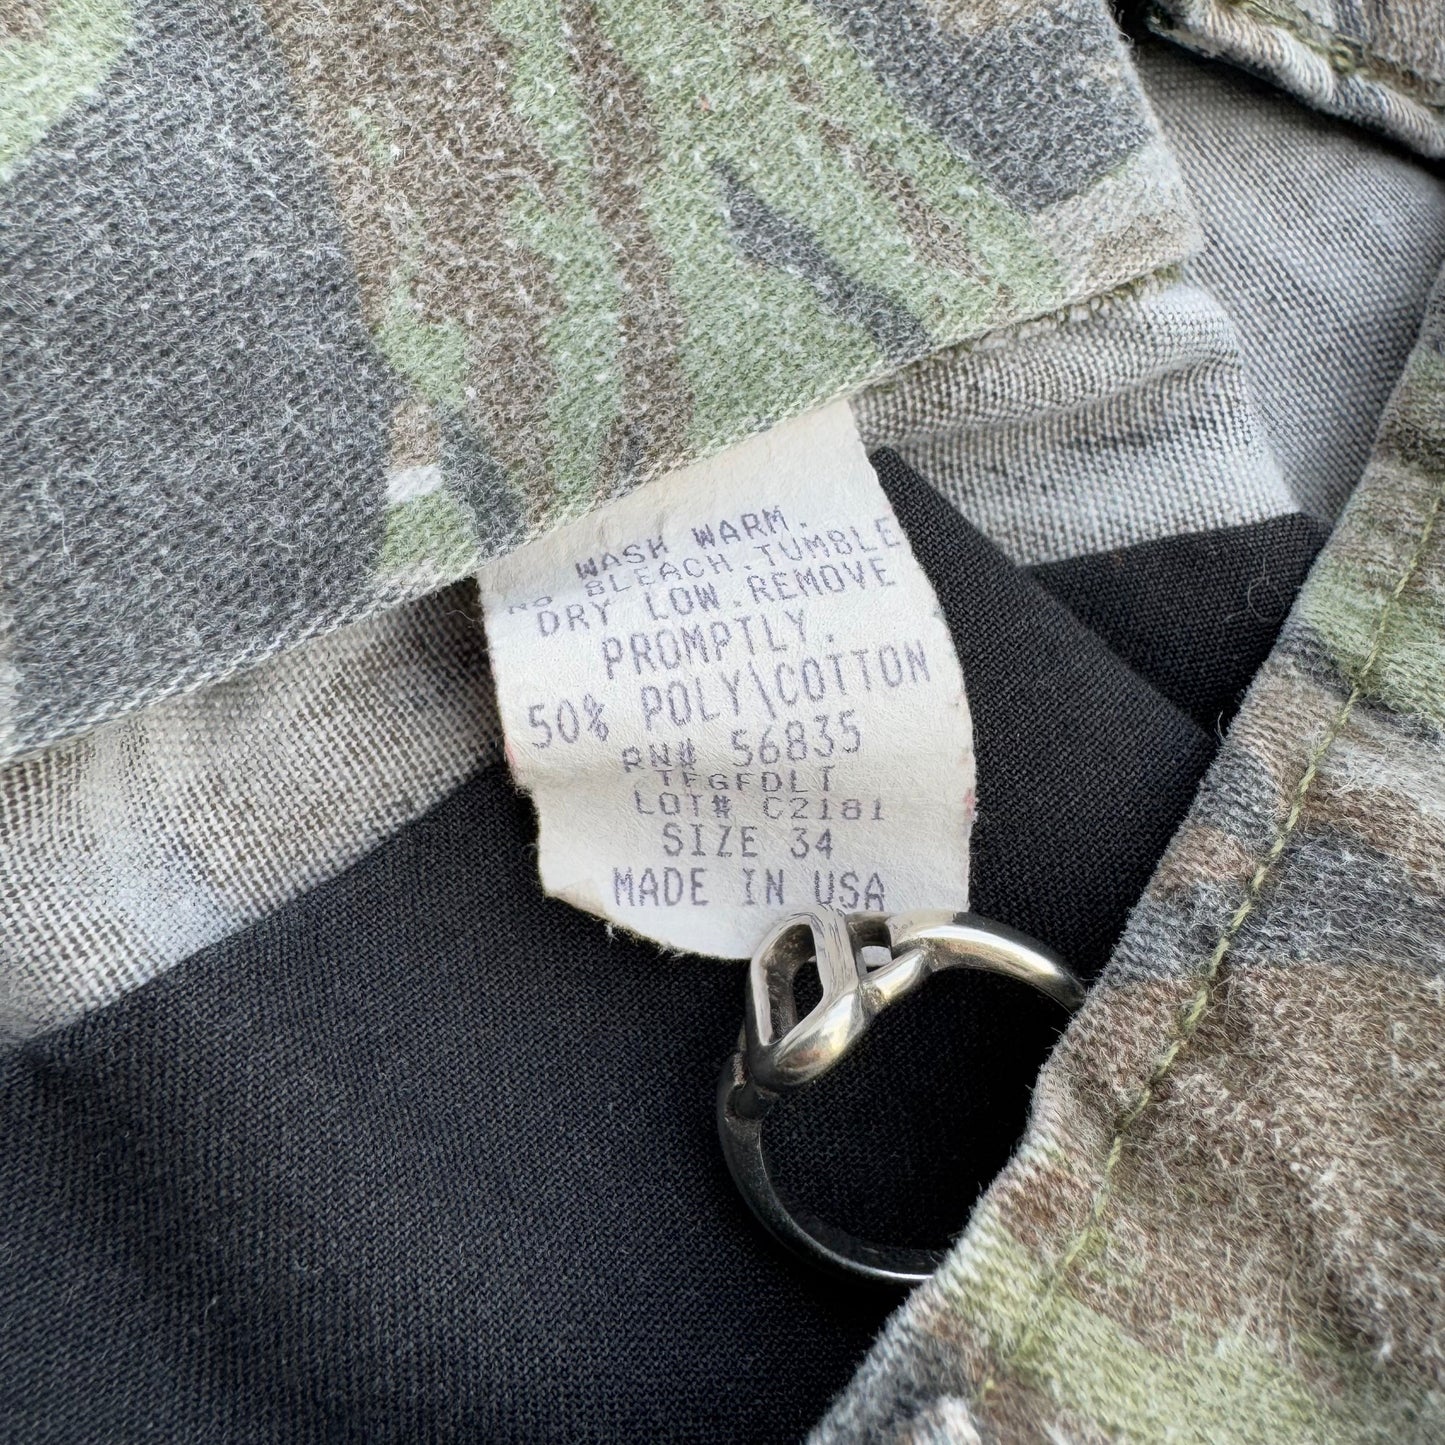 WASH WARM.
NO BLEACH.TUMBLE
DRY LOW.REMOVE
PROMPTLY.
50% POLY\COTTON
RN# 56835
TFGFDLT
LOT# C2181
SIZE 34
MADE IN USA